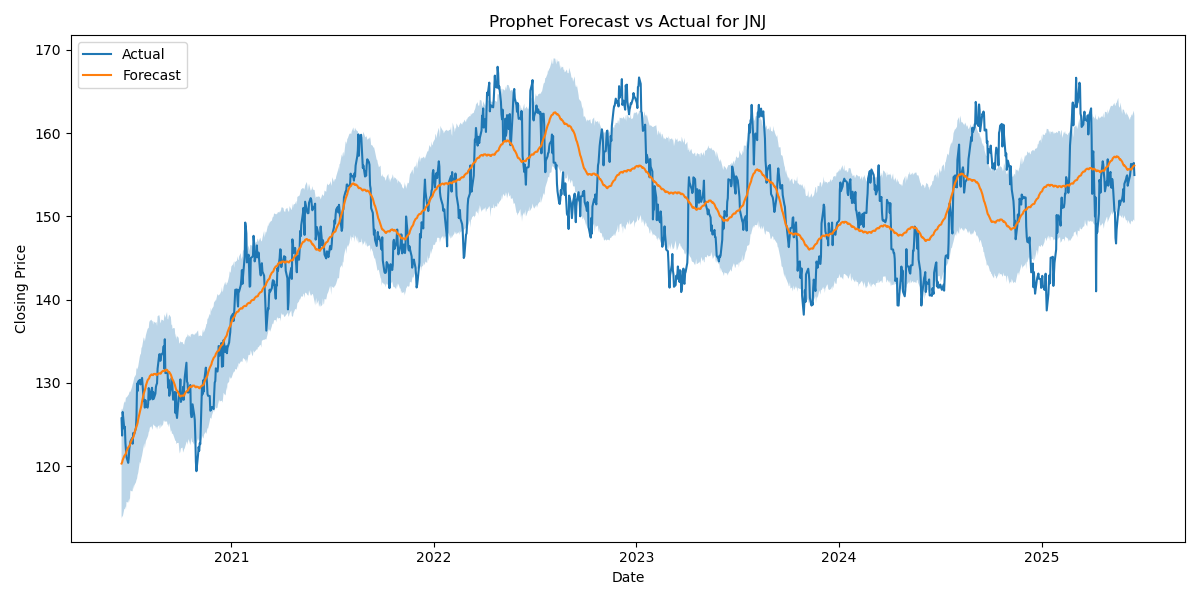 Prophet Forecast vs Actual for JNJ
Actual
Forecast
170
160
150
140
130
120
Closing Price
2021
2022
2023
2024
2025
Date